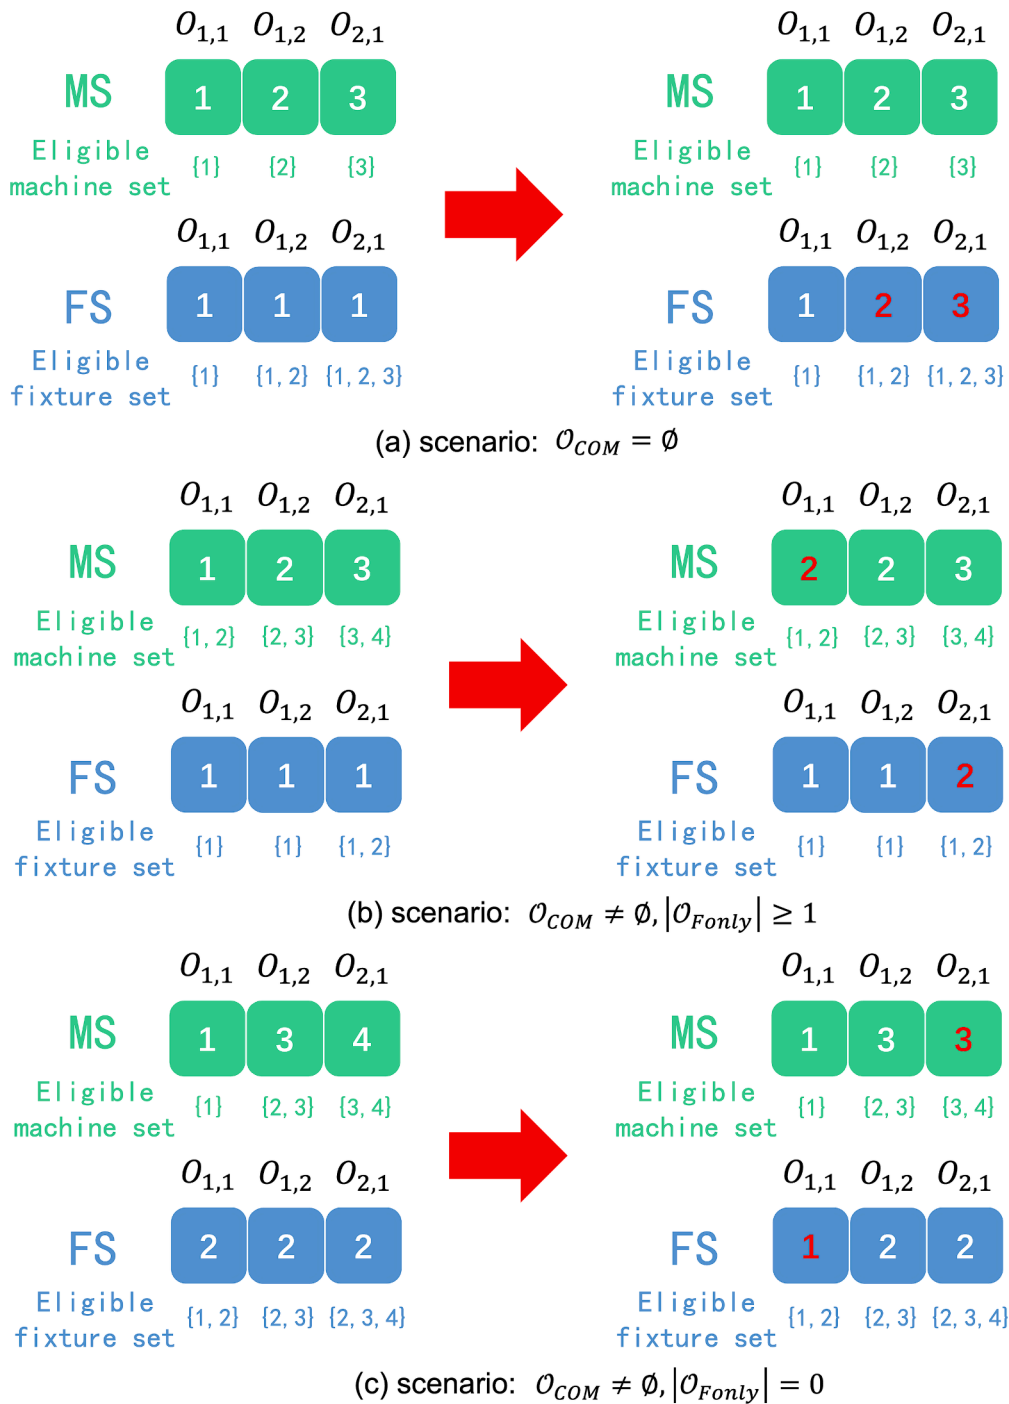 O1,1 O1,2 O2,1 O1,1 O1,2 O2,1
MS 1 2 3 MS 1 2 3
Eligible Eligible
machine set {1} {2} {3} machine set {1} {2} {3}
O1,1 O1,2 O2,1 O1,1 O1,2 O2,1
FS 1 1 1 FS 1 2 3
Eligible Eligible
fixture set {1} {1, 2} {1, 2, 3} fixture set {1} {1, 2} {1, 2, 3}
(a) scenario: 𝒪COM = ∅
O1,1 O1,2 O2,1 O1,1 O1,2 O2,1
MS 1 2 3 MS 2 2 3
Eligible Eligible
machine set {1, 2} {2, 3} {3, 4} machine set {1, 2} {2, 3} {3, 4}
O1,1 O1,2 O2,1 O1,1 O1,2 O2,1
FS 1 1 1 FS 1 1 2
Eligible Eligible
fixture set {1} {1} {1, 2} fixture set {1} {1} {1, 2}
(b) scenario: 𝒪COM ≠ ∅, |𝒪Fonly| ≥ 1
O1,1 O1,2 O2,1 O1,1 O1,2 O2,1
MS 1 3 4 MS 1 3 3
Eligible Eligible
machine set {1} {2, 3} {3, 4} machine set {1} {2, 3} {3, 4}
O1,1 O1,2 O2,1 O1,1 O1,2 O2,1
FS 2 2 2 FS 1 2 2
Eligible Eligible
fixture set {1, 2} {2, 3} {2, 3, 4} fixture set {1, 2} {2, 3} {2, 3, 4}
(c) scenario: 𝒪COM ≠ ∅, |𝒪Fonly| = 0